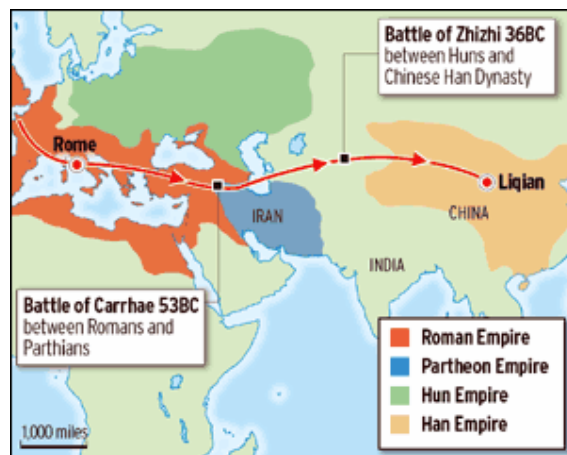 Battle of Zhizhi 36BC
between Huns and
Chinese Han Dynasty
Rome
Liqian
IRAN
CHINA
INDIA
Battle of Carrhae 53BC
between Romans and
Parthians
Roman Empire
Partheon Empire
Hun Empire
Han Empire
1,000 miles